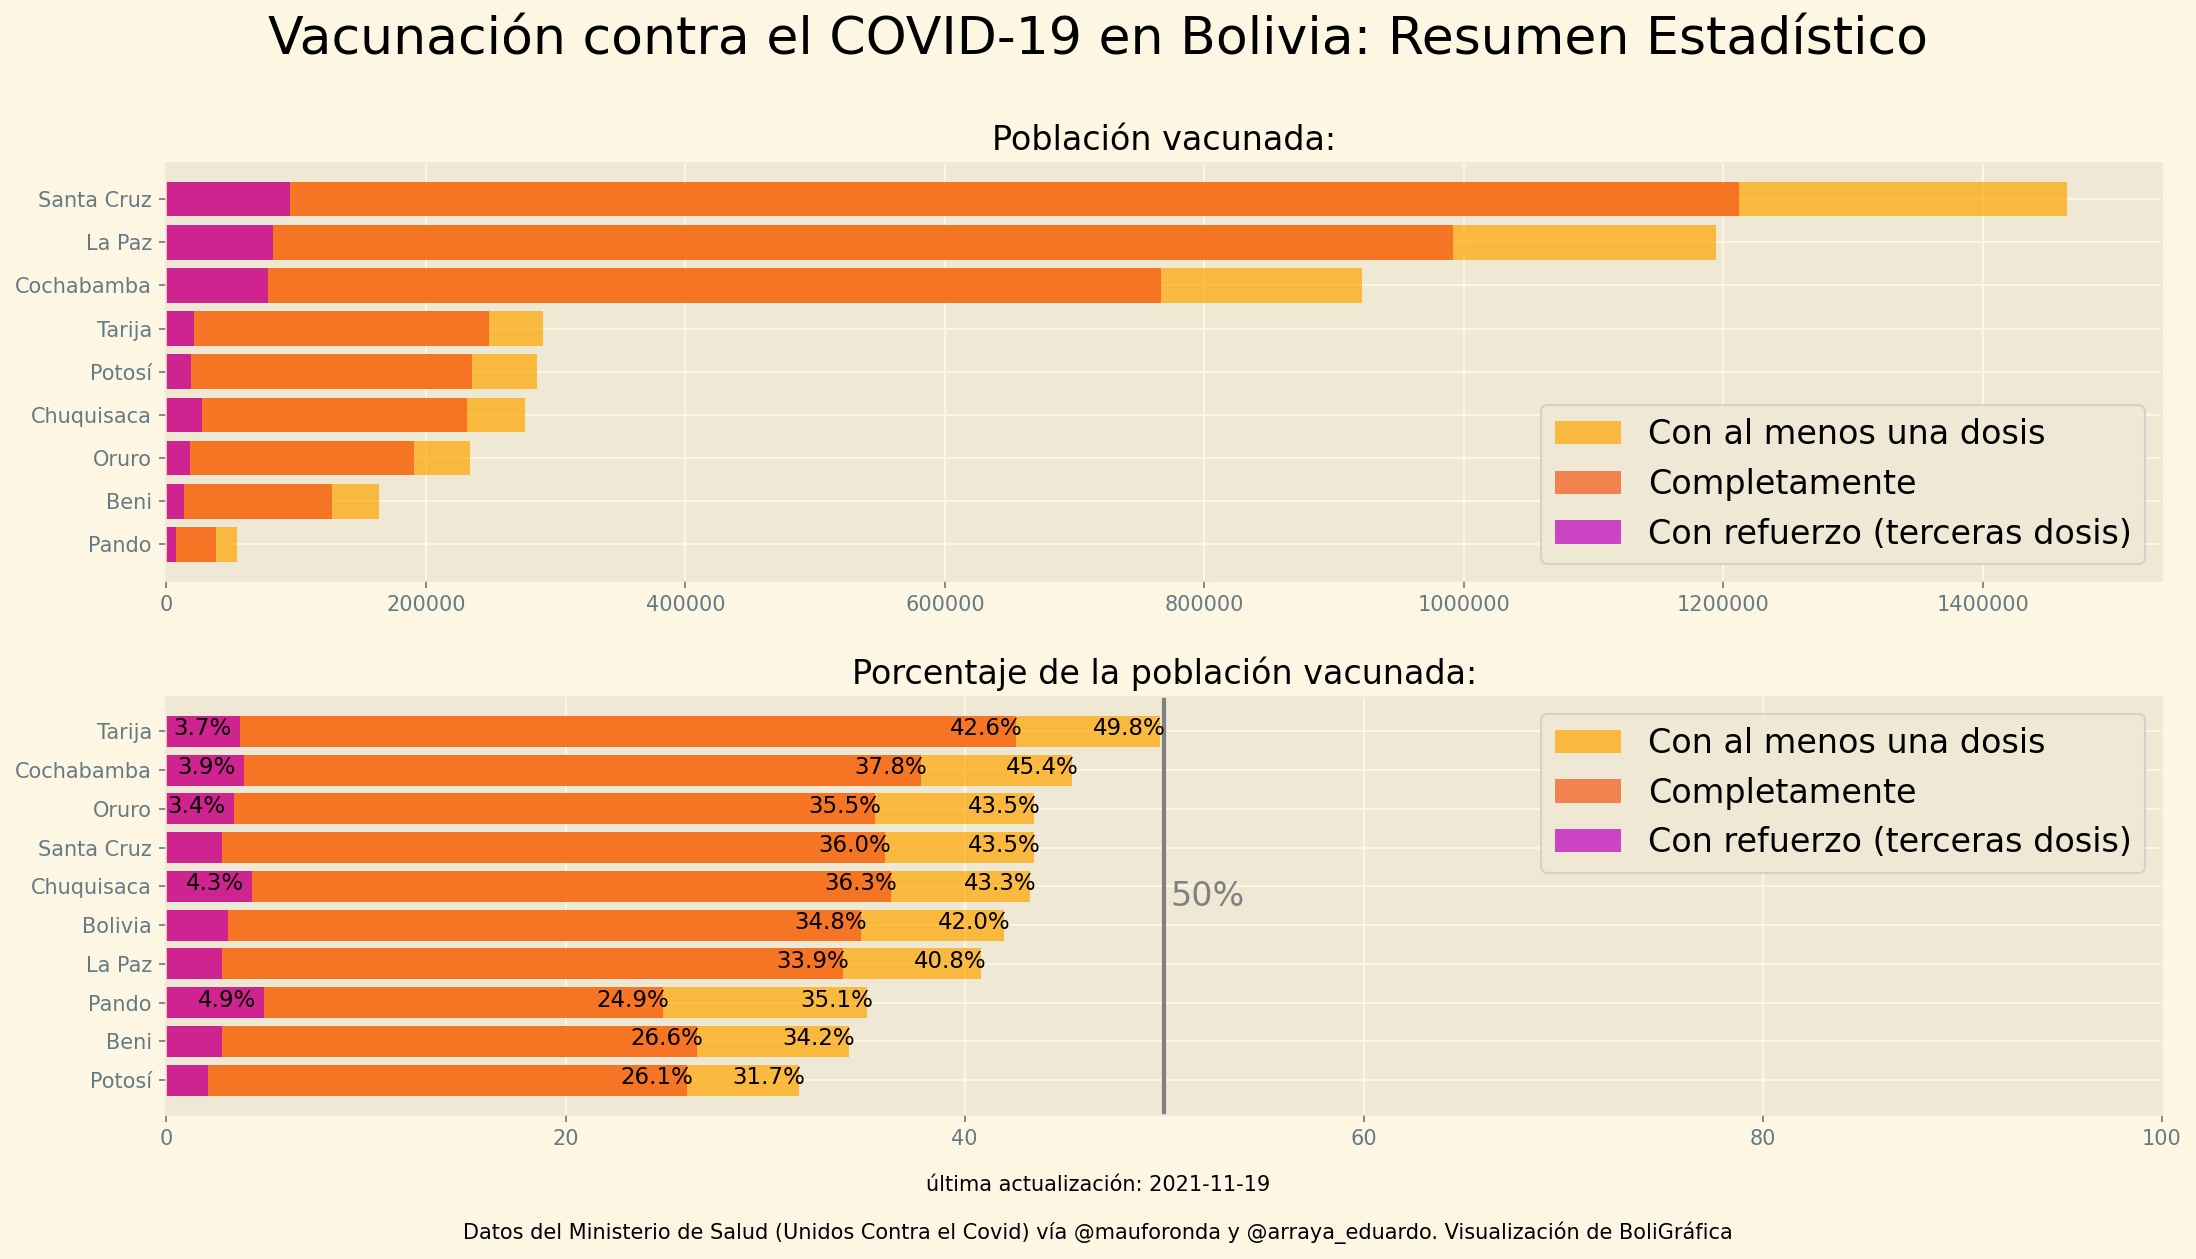 Vacunación contra el COVID-19 en Bolivia: Resumen Estadístico
Población vacunada:
Santa Cruz
La Paz
Cochabamba
Tarija
Potosí
Chuquisaca
Oruro
Beni
Pando
Con al menos una dosis
Completamente
Con refuerzo (terceras dosis)
0 200000 400000 600000 800000 1000000 1200000 1400000
Porcentaje de la población vacunada:
Tarija 3.7% 42.6% 49.8%
Cochabamba 3.9% 37.8% 45.4%
Oruro 3.4% 35.5% 43.5%
Santa Cruz 36.0% 43.5%
Chuquisaca 4.3% 36.3% 43.3%
Bolivia 34.8% 42.0%
La Paz 33.9% 40.8%
Pando 4.9% 24.9% 35.1%
Beni 26.6% 34.2%
Potosí 26.1% 31.7%
50%
Con al menos una dosis
Completamente
Con refuerzo (terceras dosis)
0 20 40 60 80 100
última actualización: 2021-11-19
Datos del Ministerio de Salud (Unidos Contra el Covid) vía @mauforonda y @arraya_eduardo. Visualización de BoliGráfica